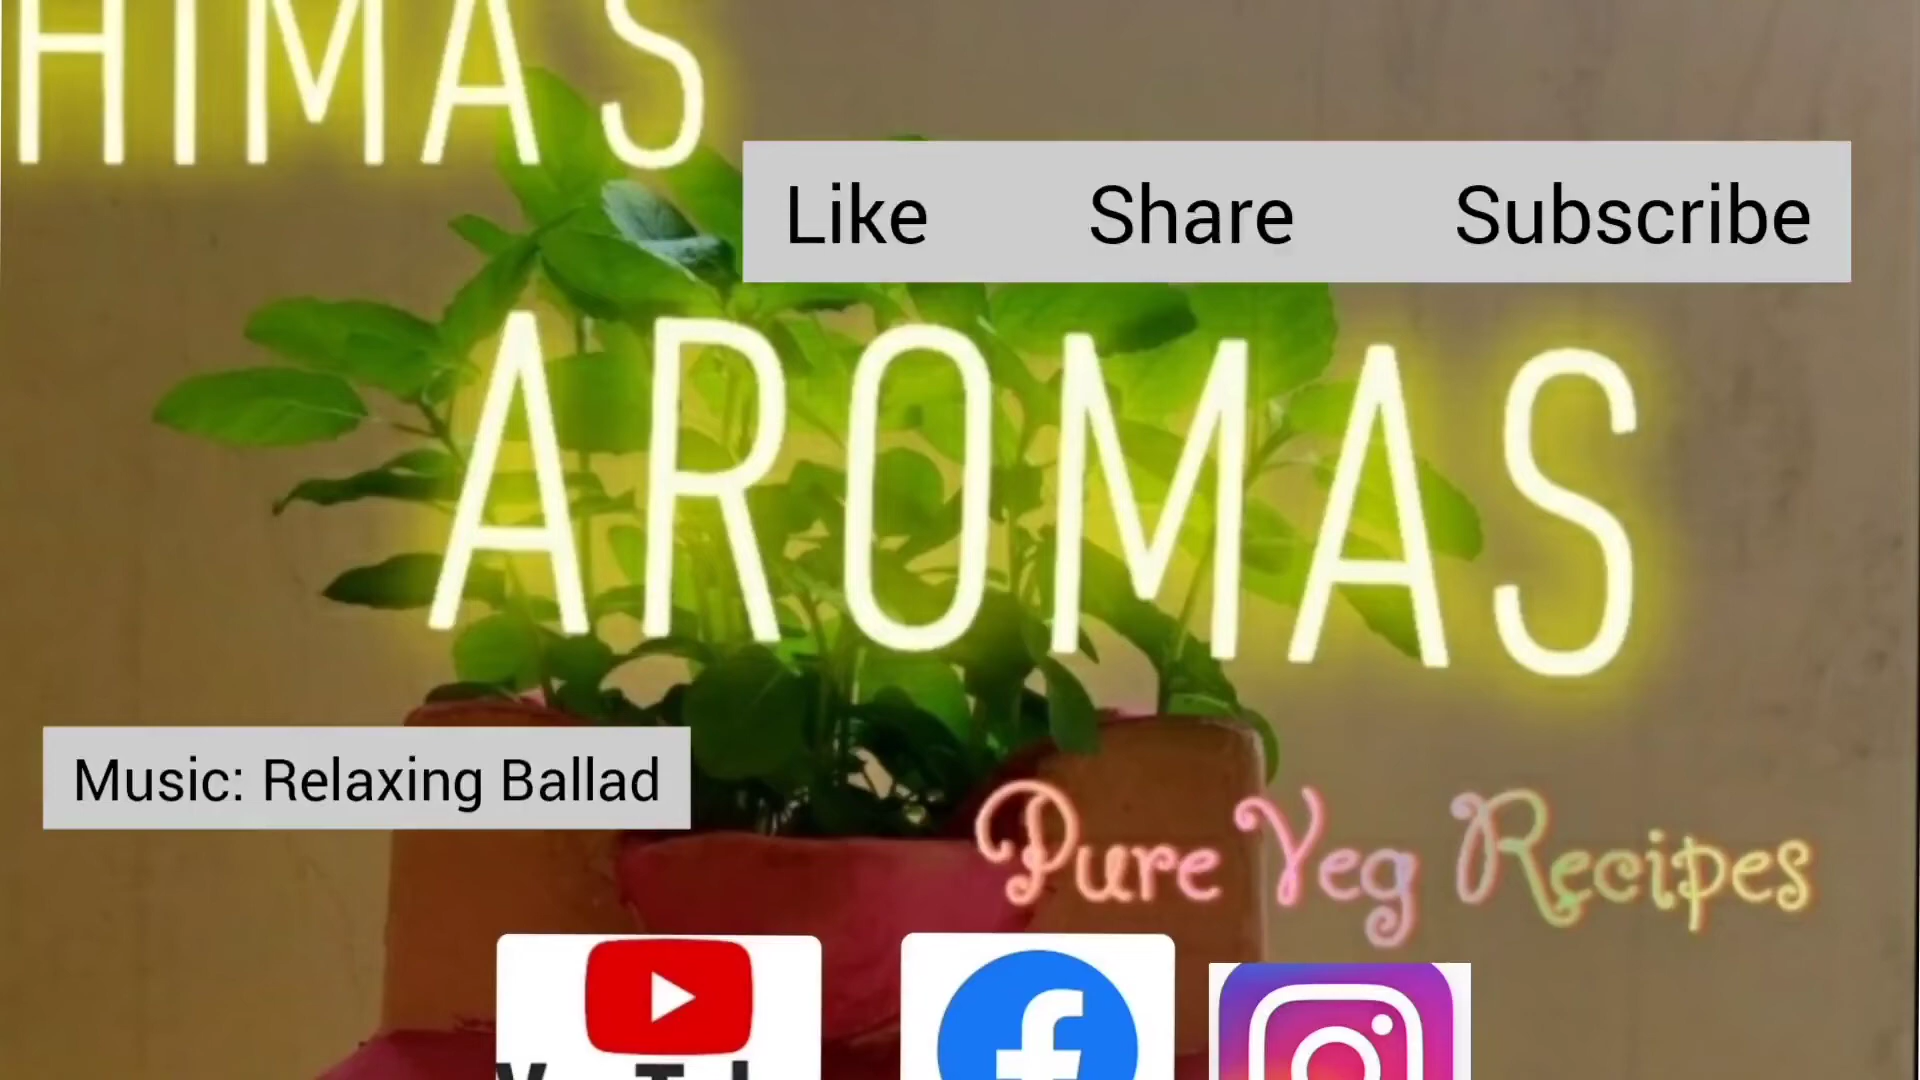 HIMAS
Like Share Subscribe
AROMAS
Music: Relaxing Ballad
Pure Veg Recipes